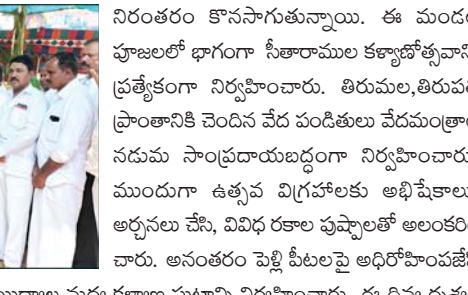 నిరంతరం కొనసాగుతున్నాయి. ఈ మండల
పూజలలో భాగంగా సీతారాముల కళ్యాణోత్సవాని
ప్రత్యేకంగా నిర్వహించారు. తిరుమల,తిరుపతి
ప్రాంతానికి చెందిన వేద పండితులు వేదమంత్రాల
నడుమ సాంప్రదాయబద్ధంగా నిర్వహించారు.
ముందుగా ఉత్సవ విగ్రహాలకు అభిషేకాలు
అర్చనలు చేసి, వివిధ రకాల పుష్పాలతో అలంకరిం
చారు. అనంతరం పెళ్లి పీటలపై అధిరోహింపజేసి